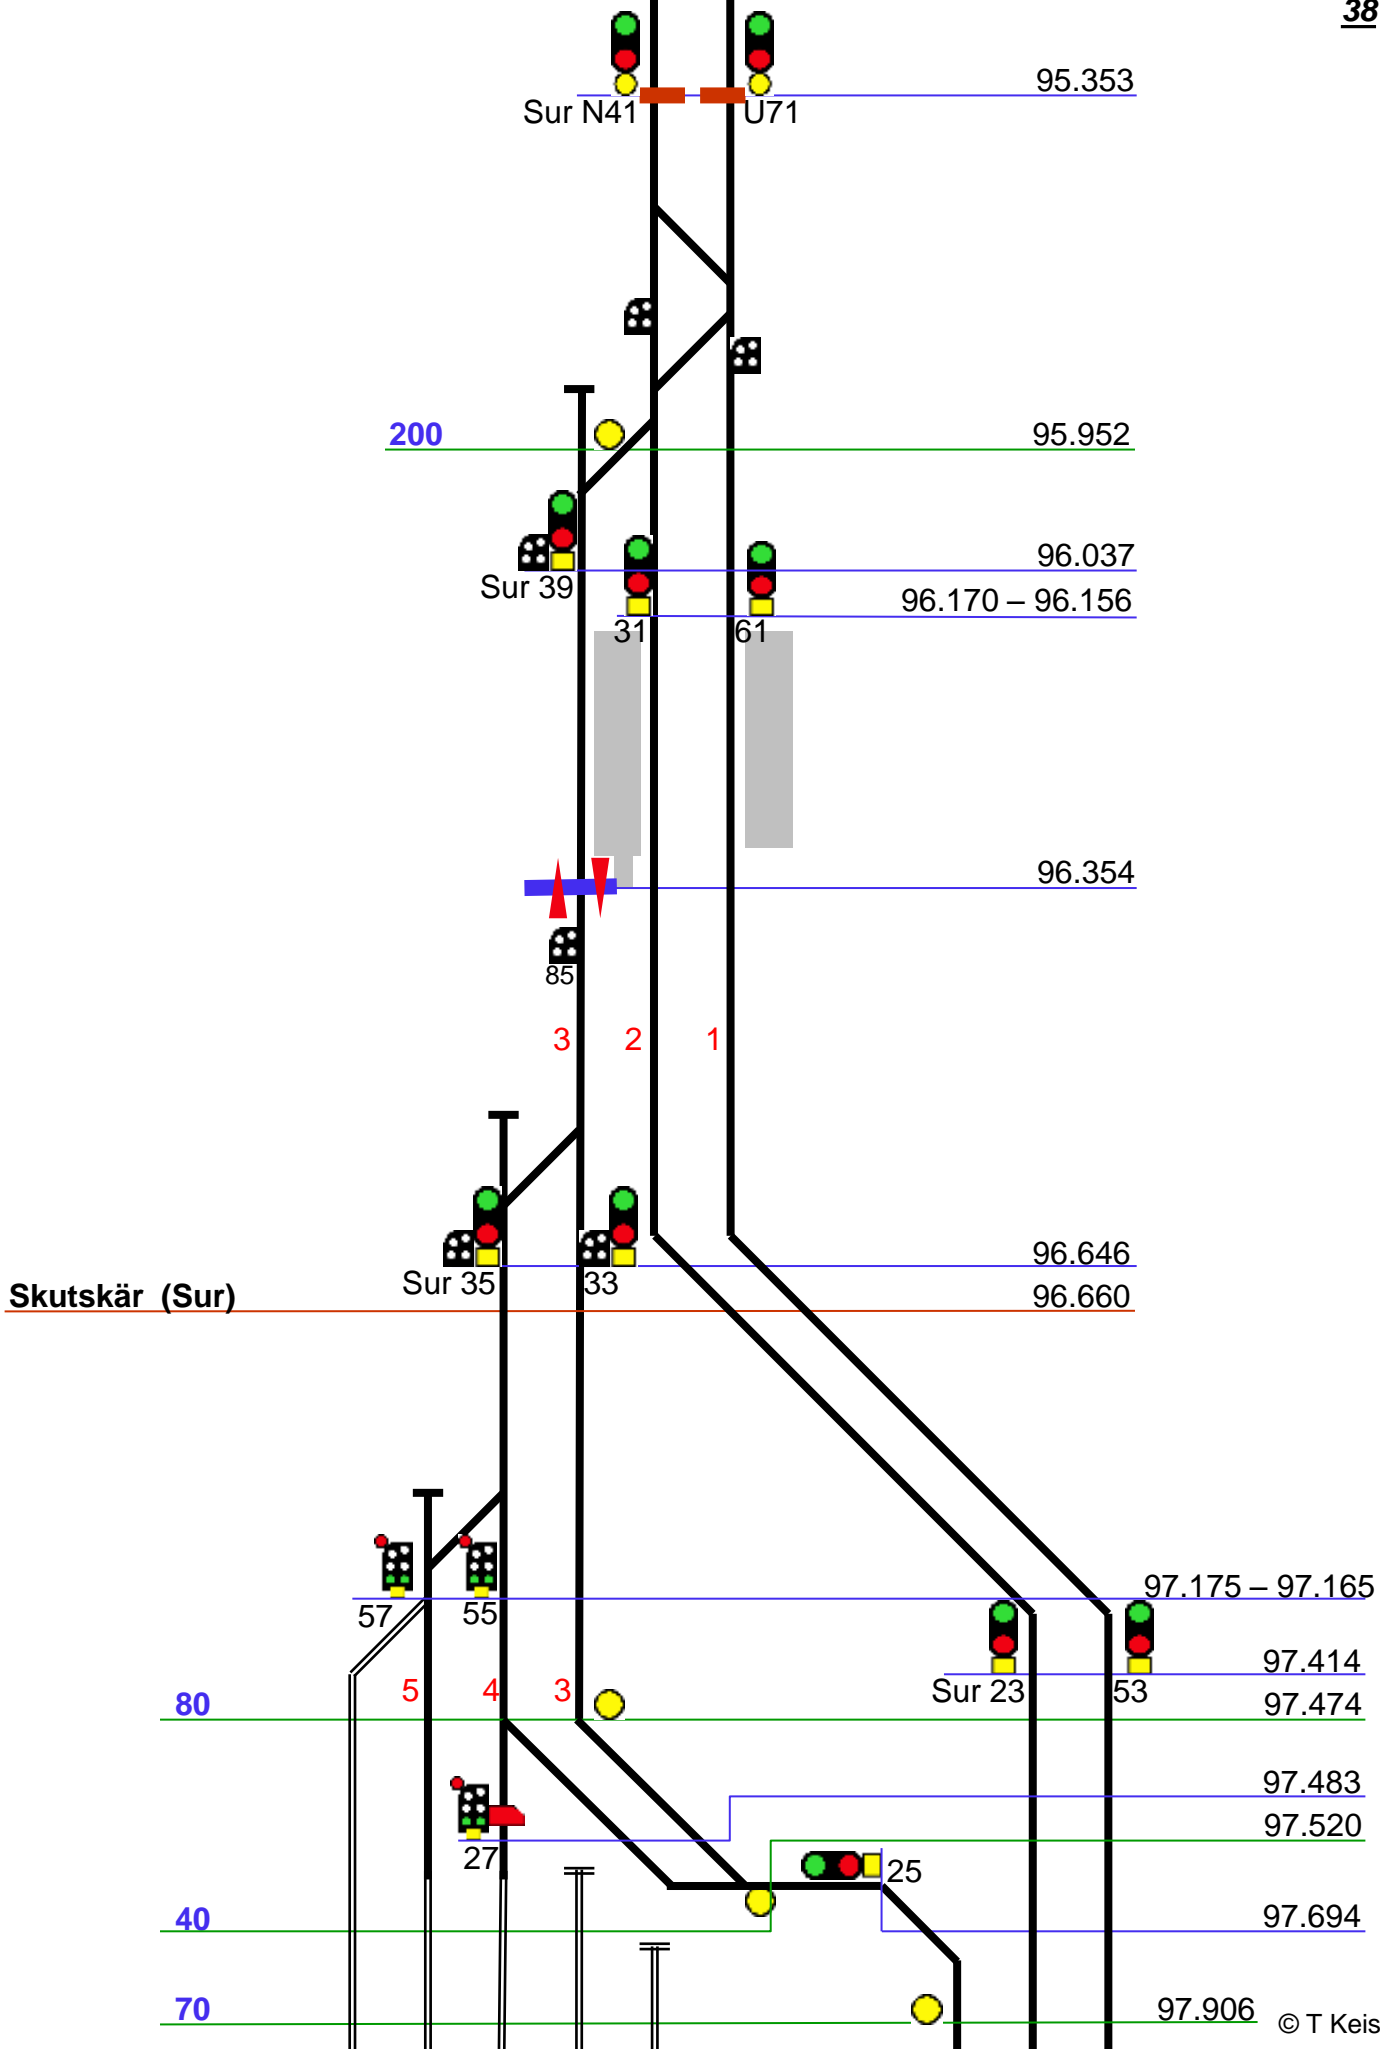 38
95.353
Sur N41 U71
200 95.952
96.037
Sur 39
96.170 – 96.156
31 61
96.354
85
3 2 1
96.646
Sur 35 33
Skutskär (Sur) 96.660
97.175 – 97.165
57 55
97.414
5 4 3 Sur 23 53
80 97.474
97.483
97.520
27 25
40 97.694
70 97.906
© T Keis